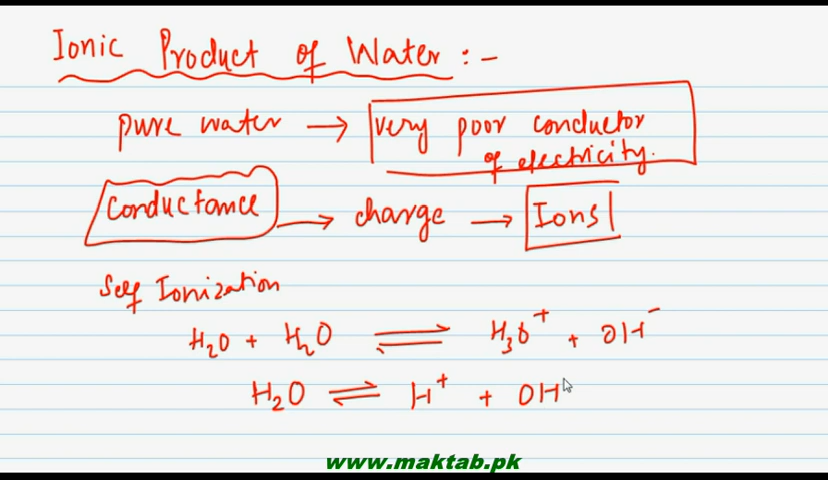 Ionic Product of Water :-
pure water → very poor conductor
of electricity.
Conductance → charge → Ions
Self Ionization
H₂O + H₂O ⇌ H₃O⁺ + OH⁻
H₂O ⇌ H⁺ + OH
www.maktab.pk